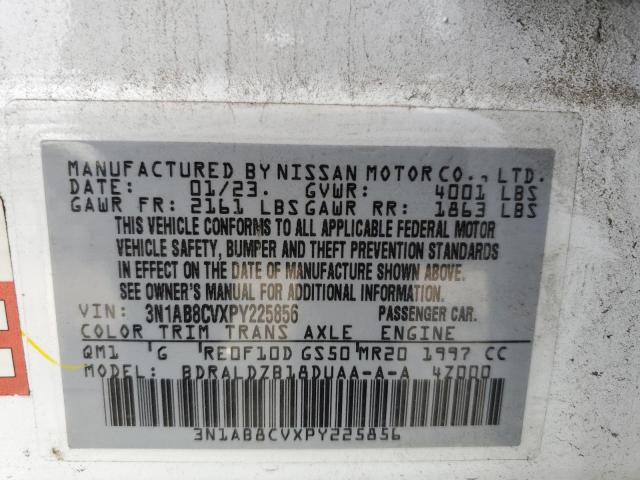 MANUFACTURED BY NISSAN MOTOR CO., LTD.
DATE: 01/23. GVWR: 4001 LBS
GAWR FR: 2161 LBS GAWR RR: 1863 LBS
THIS VEHICLE CONFORMS TO ALL APPLICABLE FEDERAL MOTOR
VEHICLE SAFETY, BUMPER AND THEFT PREVENTION STANDARDS
IN EFFECT ON THE DATE OF MANUFACTURE SHOWN ABOVE.
SEE OWNER'S MANUAL FOR ADDITIONAL INFORMATION.
VIN: 3N1AB8CVXPY225856 PASSENGER CAR.
COLOR TRIM TRANS AXLE ENGINE
QM1 G RE0F10D GS50 MR20 1997 CC
MODEL: BDRALDZB18DUAA-A-A 4Z000
3N1AB8CVXPY225856